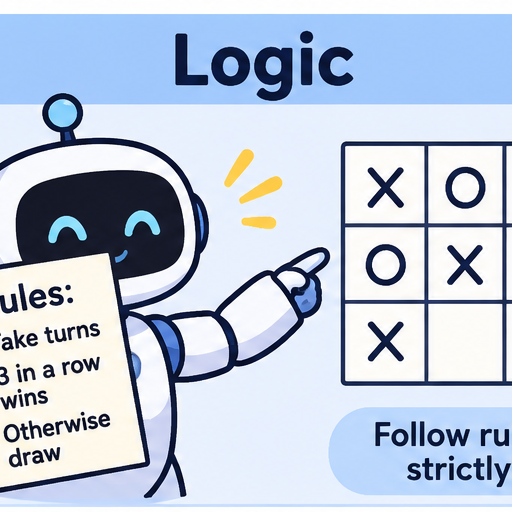 Logic
X O
O X
X
ules:
ake turns
3 in a row
wins
Otherwise
draw
Follow ru
strictly